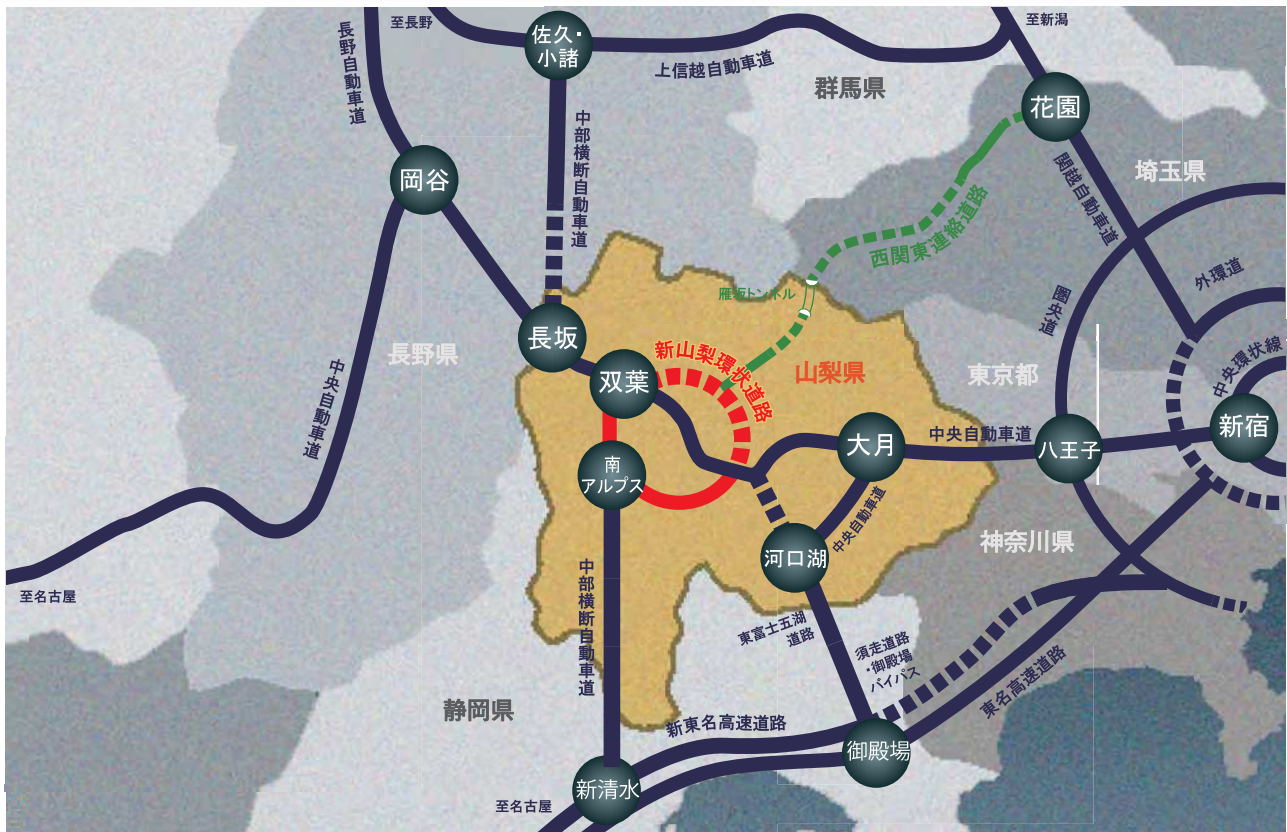 至長野
佐久・
小諸
至新潟
長野自動車道
上信越自動車道
群馬県
花園
中部横断自動車道
関越自動車道
埼玉県
岡谷
西関東連絡道路
外環道
雁坂トンネル
圏央道
長坂
長野県
新山梨環状道路
山梨県
東京都
中央環状線
双葉
中央自動車道
大月
中央自動車道
八王子
新宿
南
アルプス
中央自動車道
河口湖
神奈川県
至名古屋
中部横断自動車道
東富士五湖
道路
須走道路
・御殿場
バイパス
東名高速道路
静岡県
新東名高速道路
御殿場
新清水
至名古屋